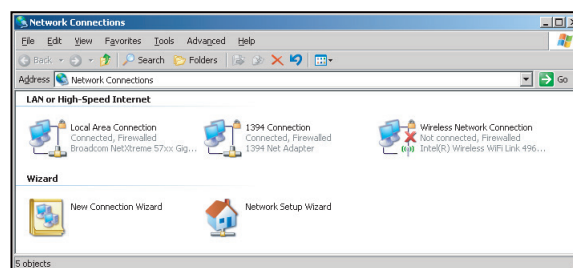 Network Connections
File Edit View Favorites Tools Advanced Help
Back Search Folders
Address Network Connections Go
LAN or High-Speed Internet
Local Area Connection
Connected, Firewalled
Broadcom NetXtreme 57xx Gig...
1394 Connection
Connected, Firewalled
1394 Net Adapter
Wireless Network Connection
Not connected, Firewalled
Intel(R) Wireless WiFi Link 496...
Wizard
New Connection Wizard
Network Setup Wizard
5 objects